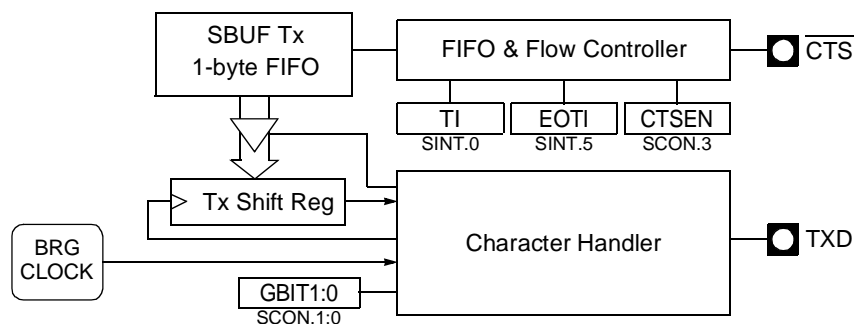 SBUF Tx
1-byte FIFO
FIFO & Flow Controller
CTS
TI
EOTI
CTSEN
SINT.0
SINT.5
SCON.3
Tx Shift Reg
Character Handler
TXD
BRG
CLOCK
GBIT1:0
SCON.1:0